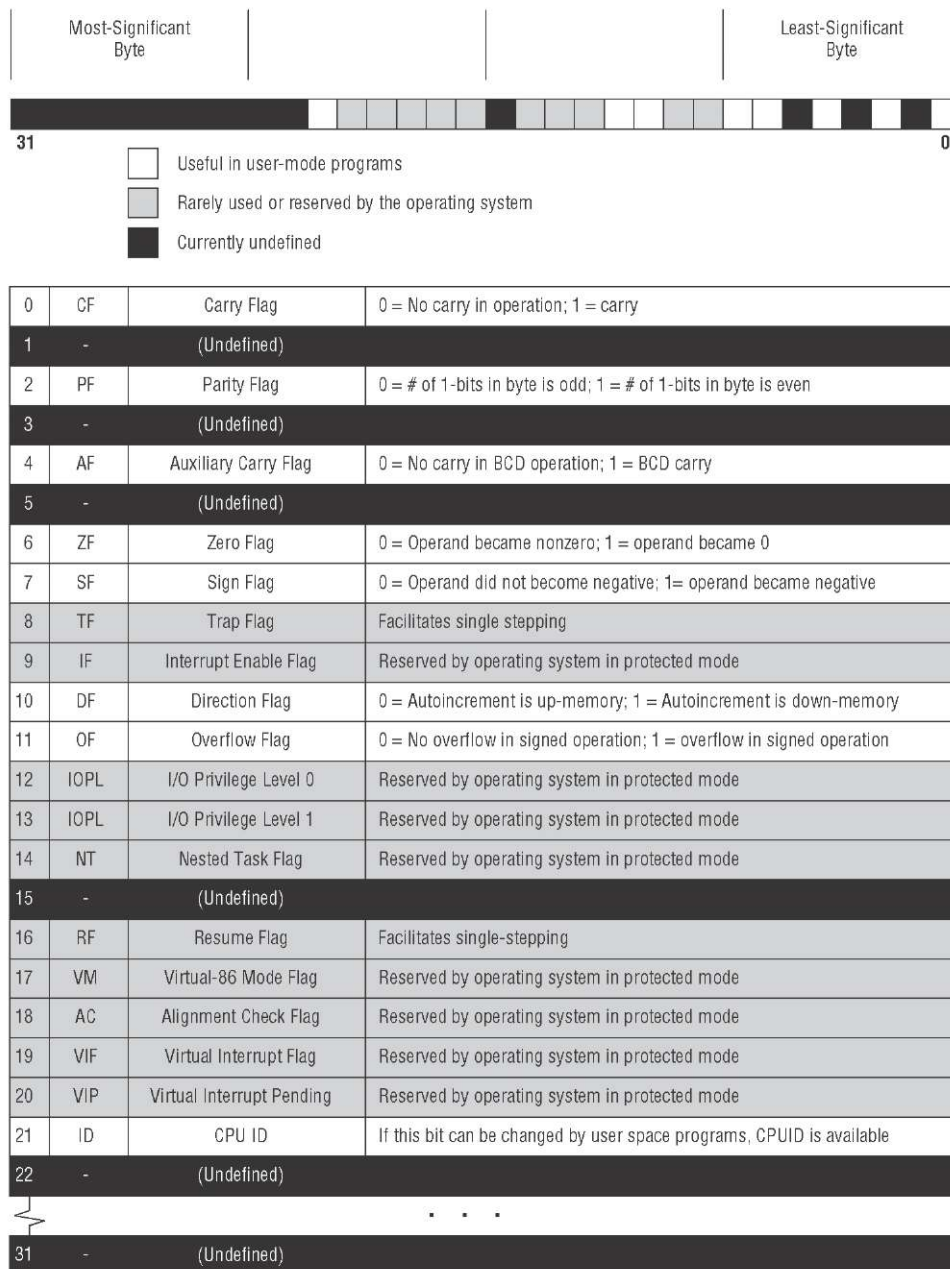 Most-Significant
Byte
Least-Significant
Byte
31
0
Useful in user-mode programs
Rarely used or reserved by the operating system
Currently undefined
0 CF Carry Flag 0 = No carry in operation; 1 = carry
1 - (Undefined)
2 PF Parity Flag 0 = # of 1-bits in byte is odd; 1 = # of 1-bits in byte is even
3 - (Undefined)
4 AF Auxiliary Carry Flag 0 = No carry in BCD operation; 1 = BCD carry
5 - (Undefined)
6 ZF Zero Flag 0 = Operand became nonzero; 1 = operand became 0
7 SF Sign Flag 0 = Operand did not become negative; 1= operand became negative
8 TF Trap Flag Facilitates single stepping
9 IF Interrupt Enable Flag Reserved by operating system in protected mode
10 DF Direction Flag 0 = Autoincrement is up-memory; 1 = Autoincrement is down-memory
11 OF Overflow Flag 0 = No overflow in signed operation; 1 = overflow in signed operation
12 IOPL I/O Privilege Level 0 Reserved by operating system in protected mode
13 IOPL I/O Privilege Level 1 Reserved by operating system in protected mode
14 NT Nested Task Flag Reserved by operating system in protected mode
15 - (Undefined)
16 RF Resume Flag Facilitates single-stepping
17 VM Virtual-86 Mode Flag Reserved by operating system in protected mode
18 AC Alignment Check Flag Reserved by operating system in protected mode
19 VIF Virtual Interrupt Flag Reserved by operating system in protected mode
20 VIP Virtual Interrupt Pending Reserved by operating system in protected mode
21 ID CPU ID If this bit can be changed by user space programs, CPUID is available
22 - (Undefined)
. . .
31 - (Undefined)